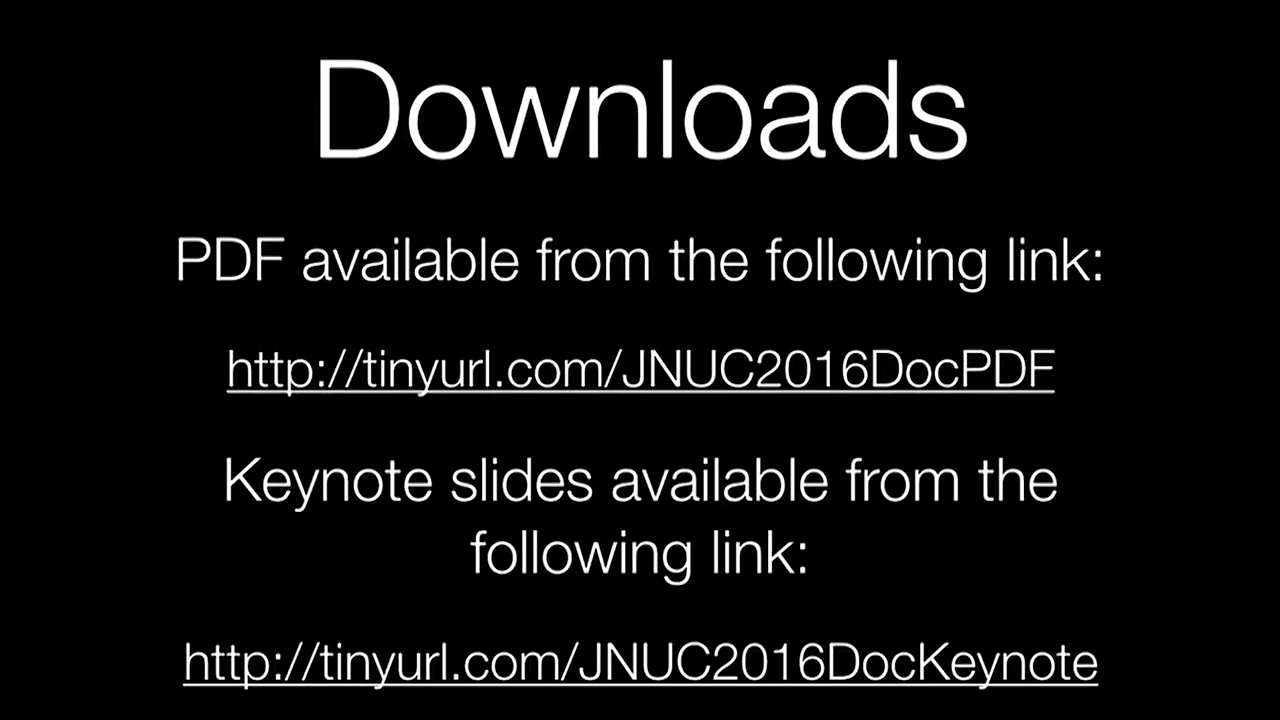 Downloads
PDF available from the following link:
http://tinyurl.com/JNUC2016DocPDF
Keynote slides available from the
following link:
http://tinyurl.com/JNUC2016DocKeynote